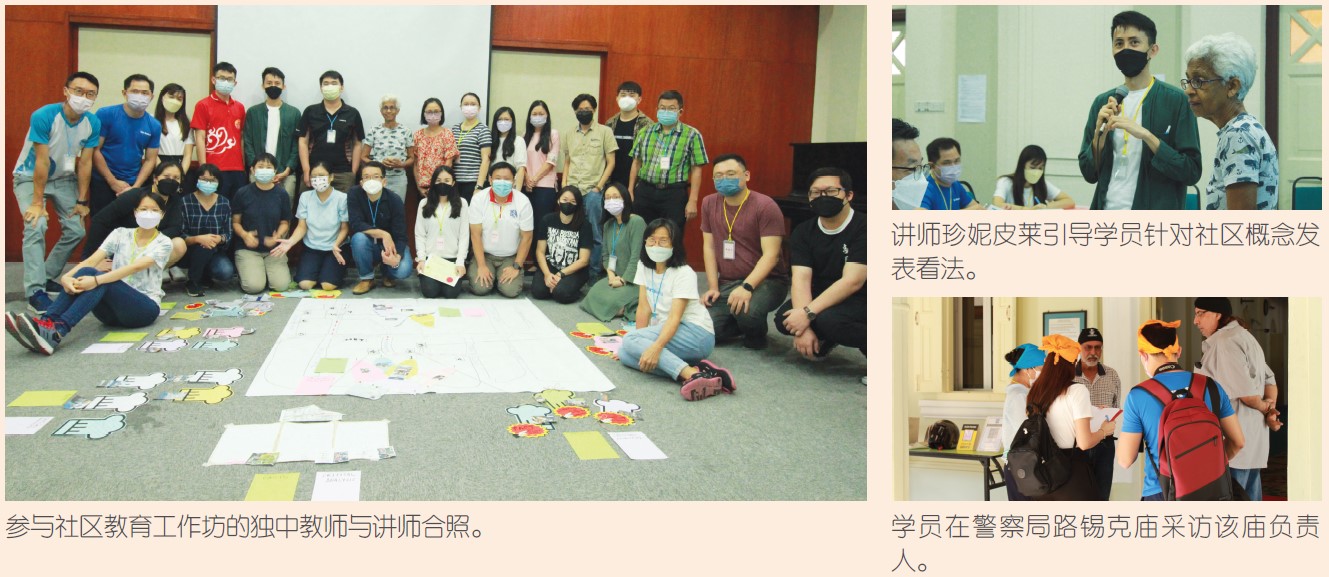 参与社区教育工作坊的独中教师与讲师合照。
讲师珍妮皮莱引导学员针对社区概念发
表看法。
学员在警察局路锡克庙采访该庙负责
人。